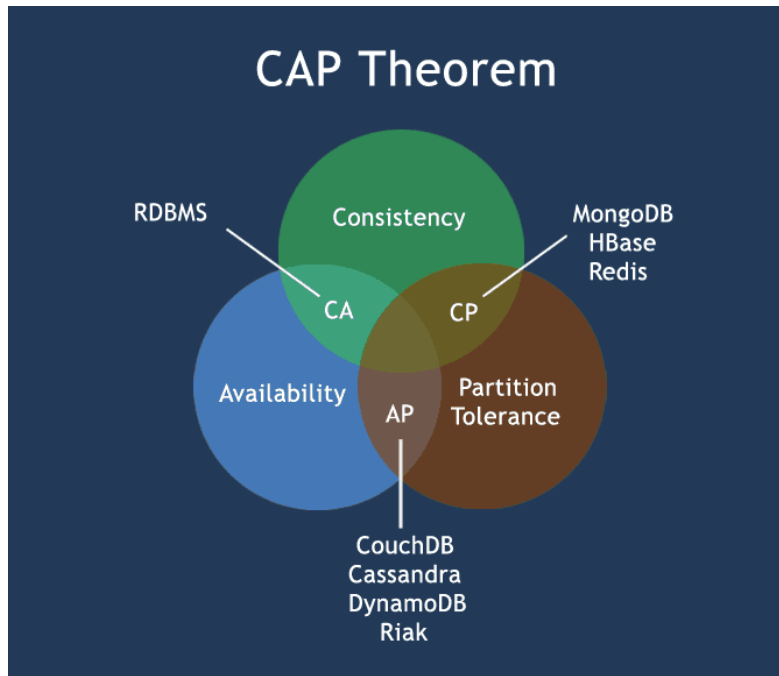 CAP Theorem
RDBMS
Consistency
MongoDB
HBase
Redis
CA
CP
Availability
Partition
Tolerance
AP
CouchDB
Cassandra
DynamoDB
Riak